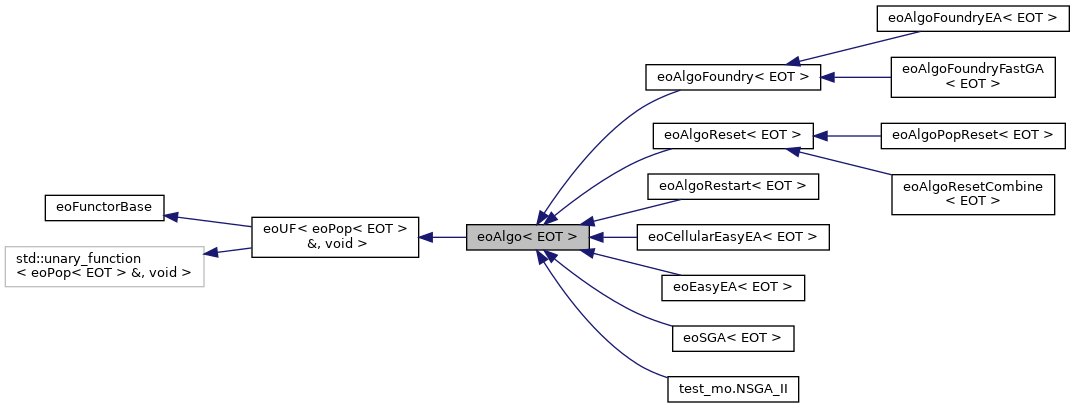 eoFunctorBase
std::unary_function
< eoPop< EOT > &, void >
eoUF< eoPop< EOT >
&, void >
eoAlgo< EOT >
eoAlgoFoundry< EOT >
eoAlgoReset< EOT >
eoAlgoRestart< EOT >
eoCellularEasyEA< EOT >
eoEasyEA< EOT >
eoSGA< EOT >
test_mo.NSGA_II
eoAlgoFoundryEA< EOT >
eoAlgoFoundryFastGA
< EOT >
eoAlgoPopReset< EOT >
eoAlgoResetCombine
< EOT >